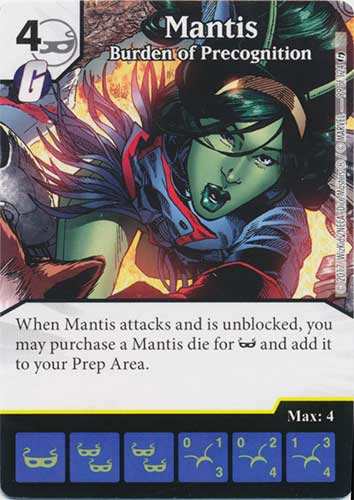 4
Mantis
Burden of Precognition
G
When Mantis attacks and is unblocked, you
may purchase a Mantis die for and add it
to your Prep Area.
Max: 4
0 1 1
0 2 4
1 3 4